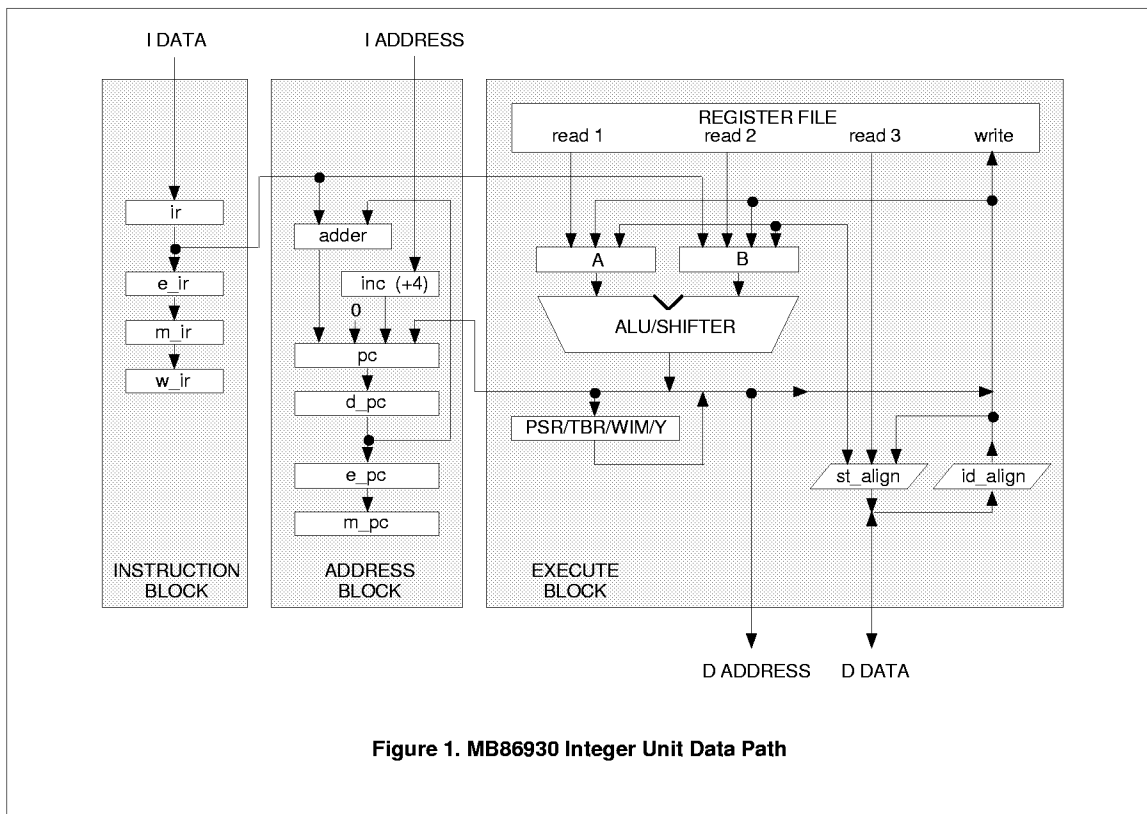 I DATA
I ADDRESS
REGISTER FILE
read 1 read 2 read 3 write
ir
adder
e_ir
inc (+4)
A
B
0
m_ir
ALU/SHIFTER
pc
w_ir
d_pc
PSR/TBR/WIM/Y
e_pc
st_align
id_align
m_pc
INSTRUCTION
BLOCK
ADDRESS
BLOCK
EXECUTE
BLOCK
D ADDRESS
D DATA
Figure 1. MB86930 Integer Unit Data Path